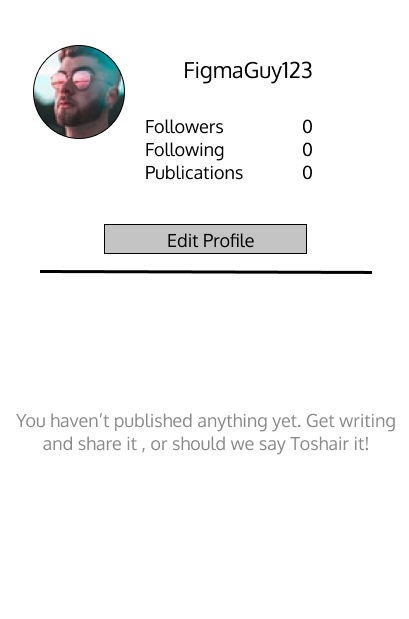 FigmaGuy123
Followers 0
Following 0
Publications 0
Edit Profile
You haven't published anything yet. Get writing
and share it , or should we say Toshair it!